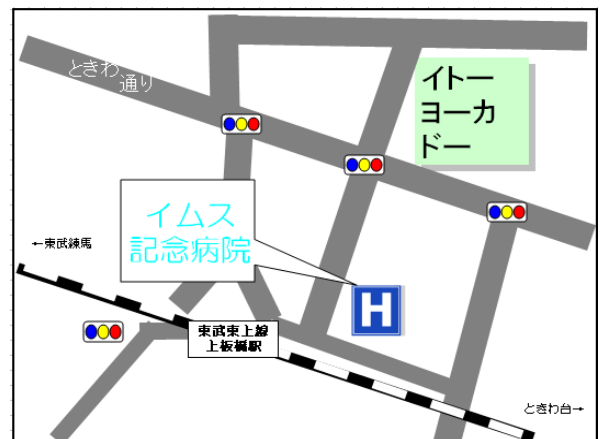 ときわ
通り
イトー
ヨーカ
ドー
イムス
記念病院
←東武練馬
H
東武東上線
上板橋駅
ときわ台→